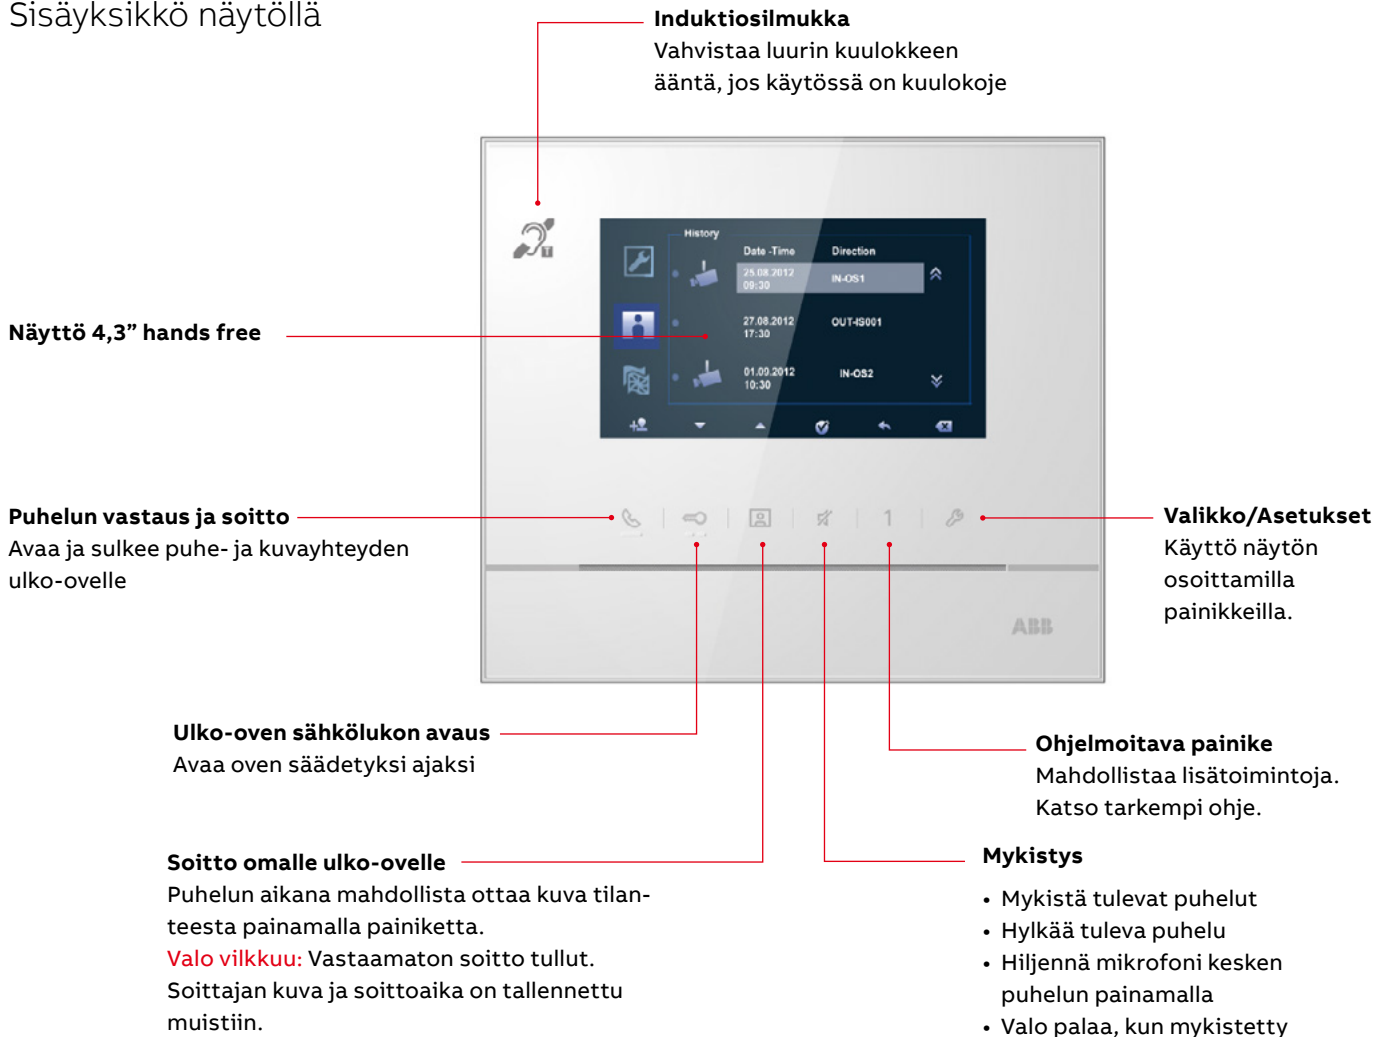 Sisäyksikkö näytöllä
Induktiosilmukka
Vahvistaa luurin kuulokkeen
ääntä, jos käytössä on kuulokoje
T
History
Date -Time Direction
25.08.2012 IN-OS1
09:30
27.08.2012 OUT-IS001
17:30
01.09.2012 IN-OS2
10:30
Näyttö 4,3” hands free
Puhelun vastaus ja soitto
Avaa ja sulkee puhe- ja kuvayhteyden
ulko-ovelle
1
Valikko/Asetukset
Käyttö näytön
osoittamilla
painikkeilla.
ABB
Ulko-oven sähkölukon avaus
Avaa oven säädetyksi ajaksi
Ohjelmoitava painike
Mahdollistaa lisätoimintoja.
Katso tarkempi ohje.
Soitto omalle ulko-ovelle
Puhelun aikana mahdollista ottaa kuva tilan-
teesta painamalla painiketta.
Valo vilkkuu: Vastaamaton soitto tullut.
Soittajan kuva ja soittoaika on tallennettu
muistiin.
Mykistys
• Mykistä tulevat puhelut
• Hylkää tuleva puhelu
• Hiljennä mikrofoni kesken
puhelun painamalla
• Valo palaa, kun mykistetty